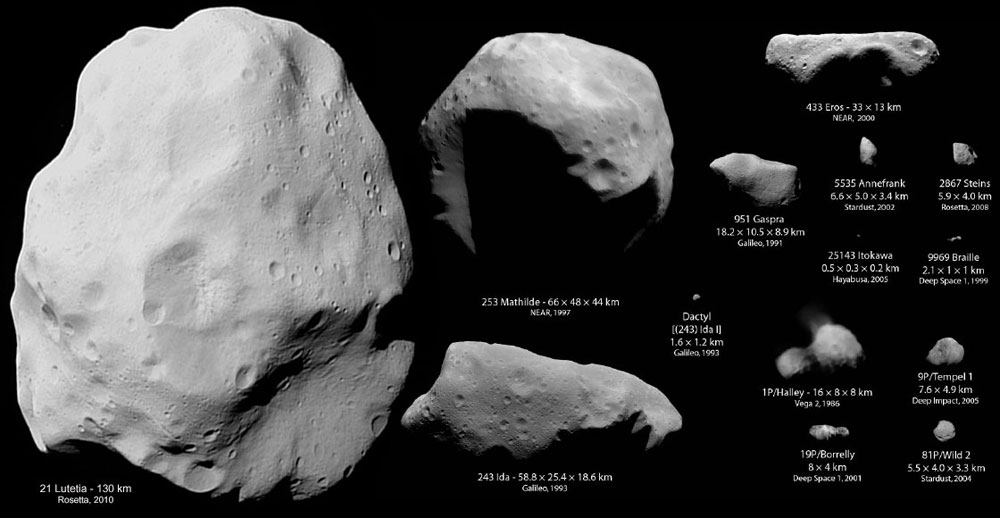 21 Lutetia - 130 km
Rosetta, 2010
253 Mathilde - 66 × 48 × 44 km
NEAR, 1997
243 Ida - 58.8 × 25.4 × 18.6 km
Galileo, 1993
433 Eros - 33 × 13 km
NEAR, 2000
951 Gaspra
18.2 × 10.5 × 8.9 km
Galileo, 1991
5535 Annefrank
6.6 × 5.0 × 3.4 km
Stardust, 2002
2867 Steins
5.9 × 4.0 km
Rosetta, 2008
25143 Itokawa
0.5 × 0.3 × 0.2 km
Hayabusa, 2005
9969 Braille
2.1 × 1 × 1 km
Deep Space 1, 1999
Dactyl
[(243) Ida I]
1.6 × 1.2 km
Galileo, 1993
1P/Halley - 16 × 8 × 8 km
Vega 2, 1986
9P/Tempel 1
7.6 × 4.9 km
Deep Impact, 2005
19P/Borrelly
8 × 4 km
Deep Space 1, 2001
81P/Wild 2
5.5 × 4.0 × 3.3 km
Stardust, 2004